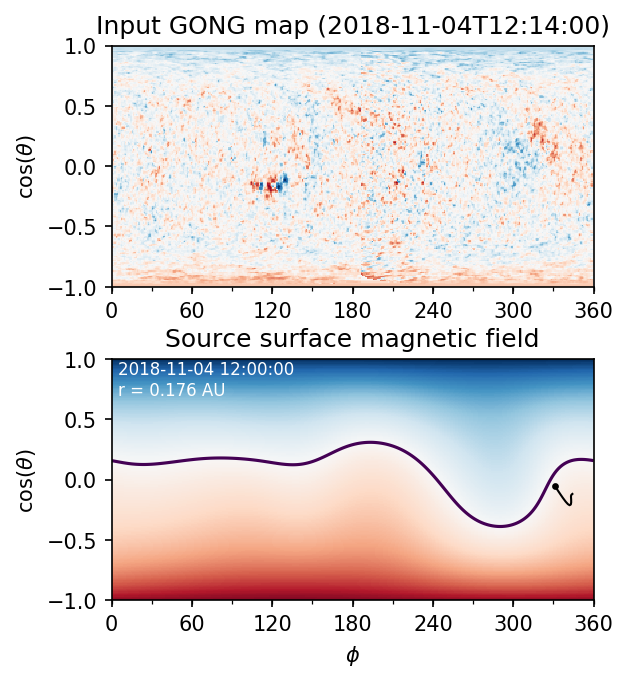 Input GONG map (2018-11-04T12:14:00)
1.0
0.5
0.0
−0.5
−1.0
cos(θ)
0 60 120 180 240 300 360
Source surface magnetic field
2018-11-04 12:00:00
r = 0.176 AU
1.0
0.5
0.0
−0.5
−1.0
cos(θ)
0 60 120 180 240 300 360
ϕ